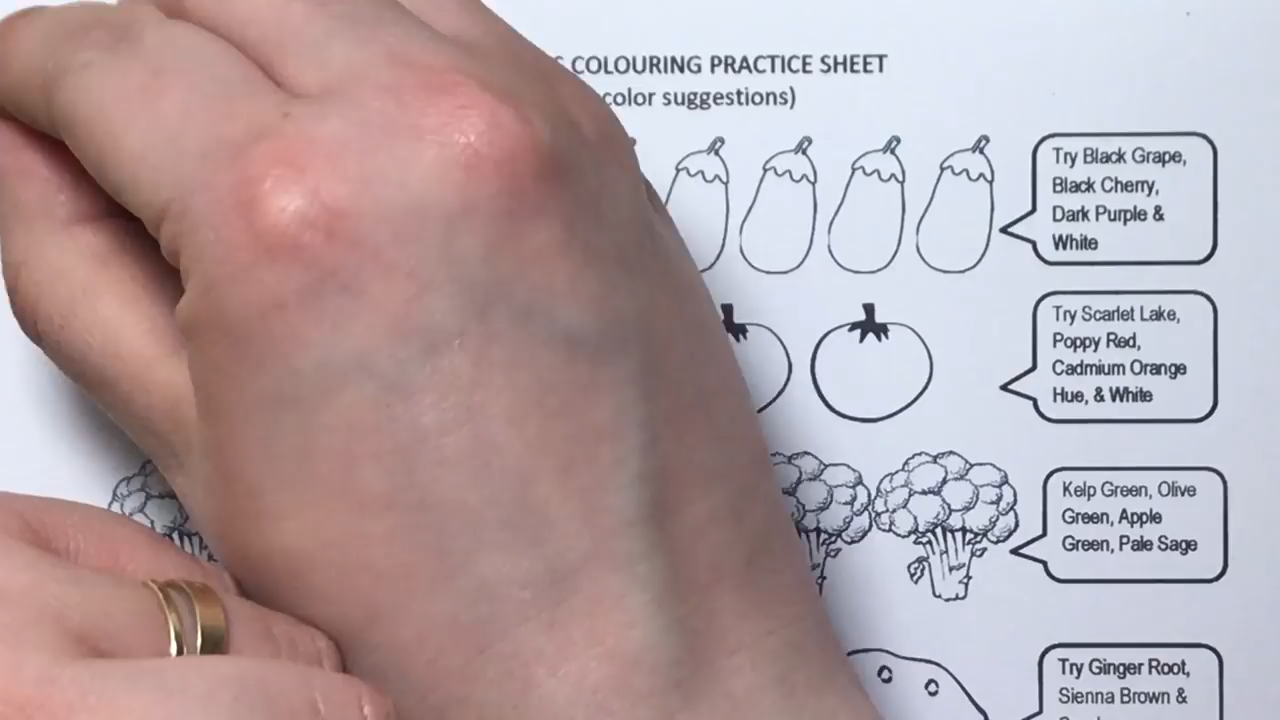 COLOURING PRACTICE SHEET
color suggestions)
Try Black Grape,
Black Cherry,
Dark Purple &
White
Try Scarlet Lake,
Poppy Red,
Cadmium Orange
Hue, & White
Kelp Green, Olive
Green, Apple
Green, Pale Sage
Try Ginger Root,
Sienna Brown &